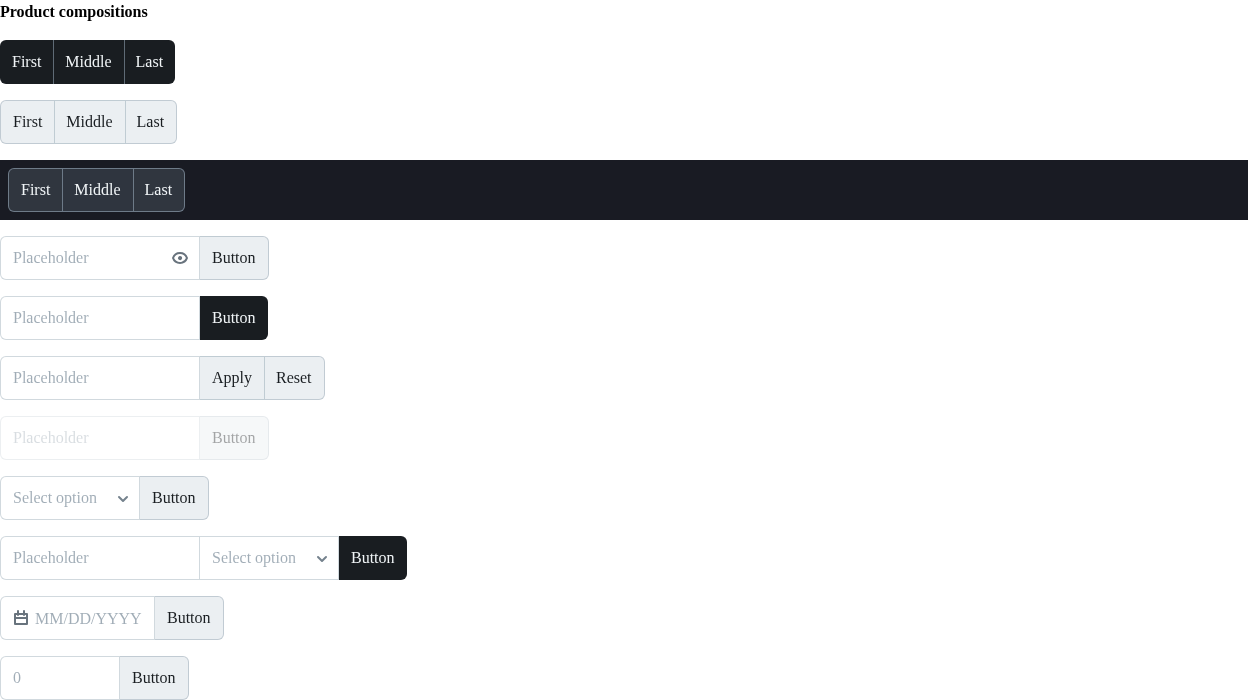 Product compositions
First Middle Last
First Middle Last
First Middle Last
Placeholder Button
Placeholder Button
Placeholder Apply Reset
Placeholder Button
Select option Button
Placeholder Select option Button
MM/DD/YYYY Button
0 Button